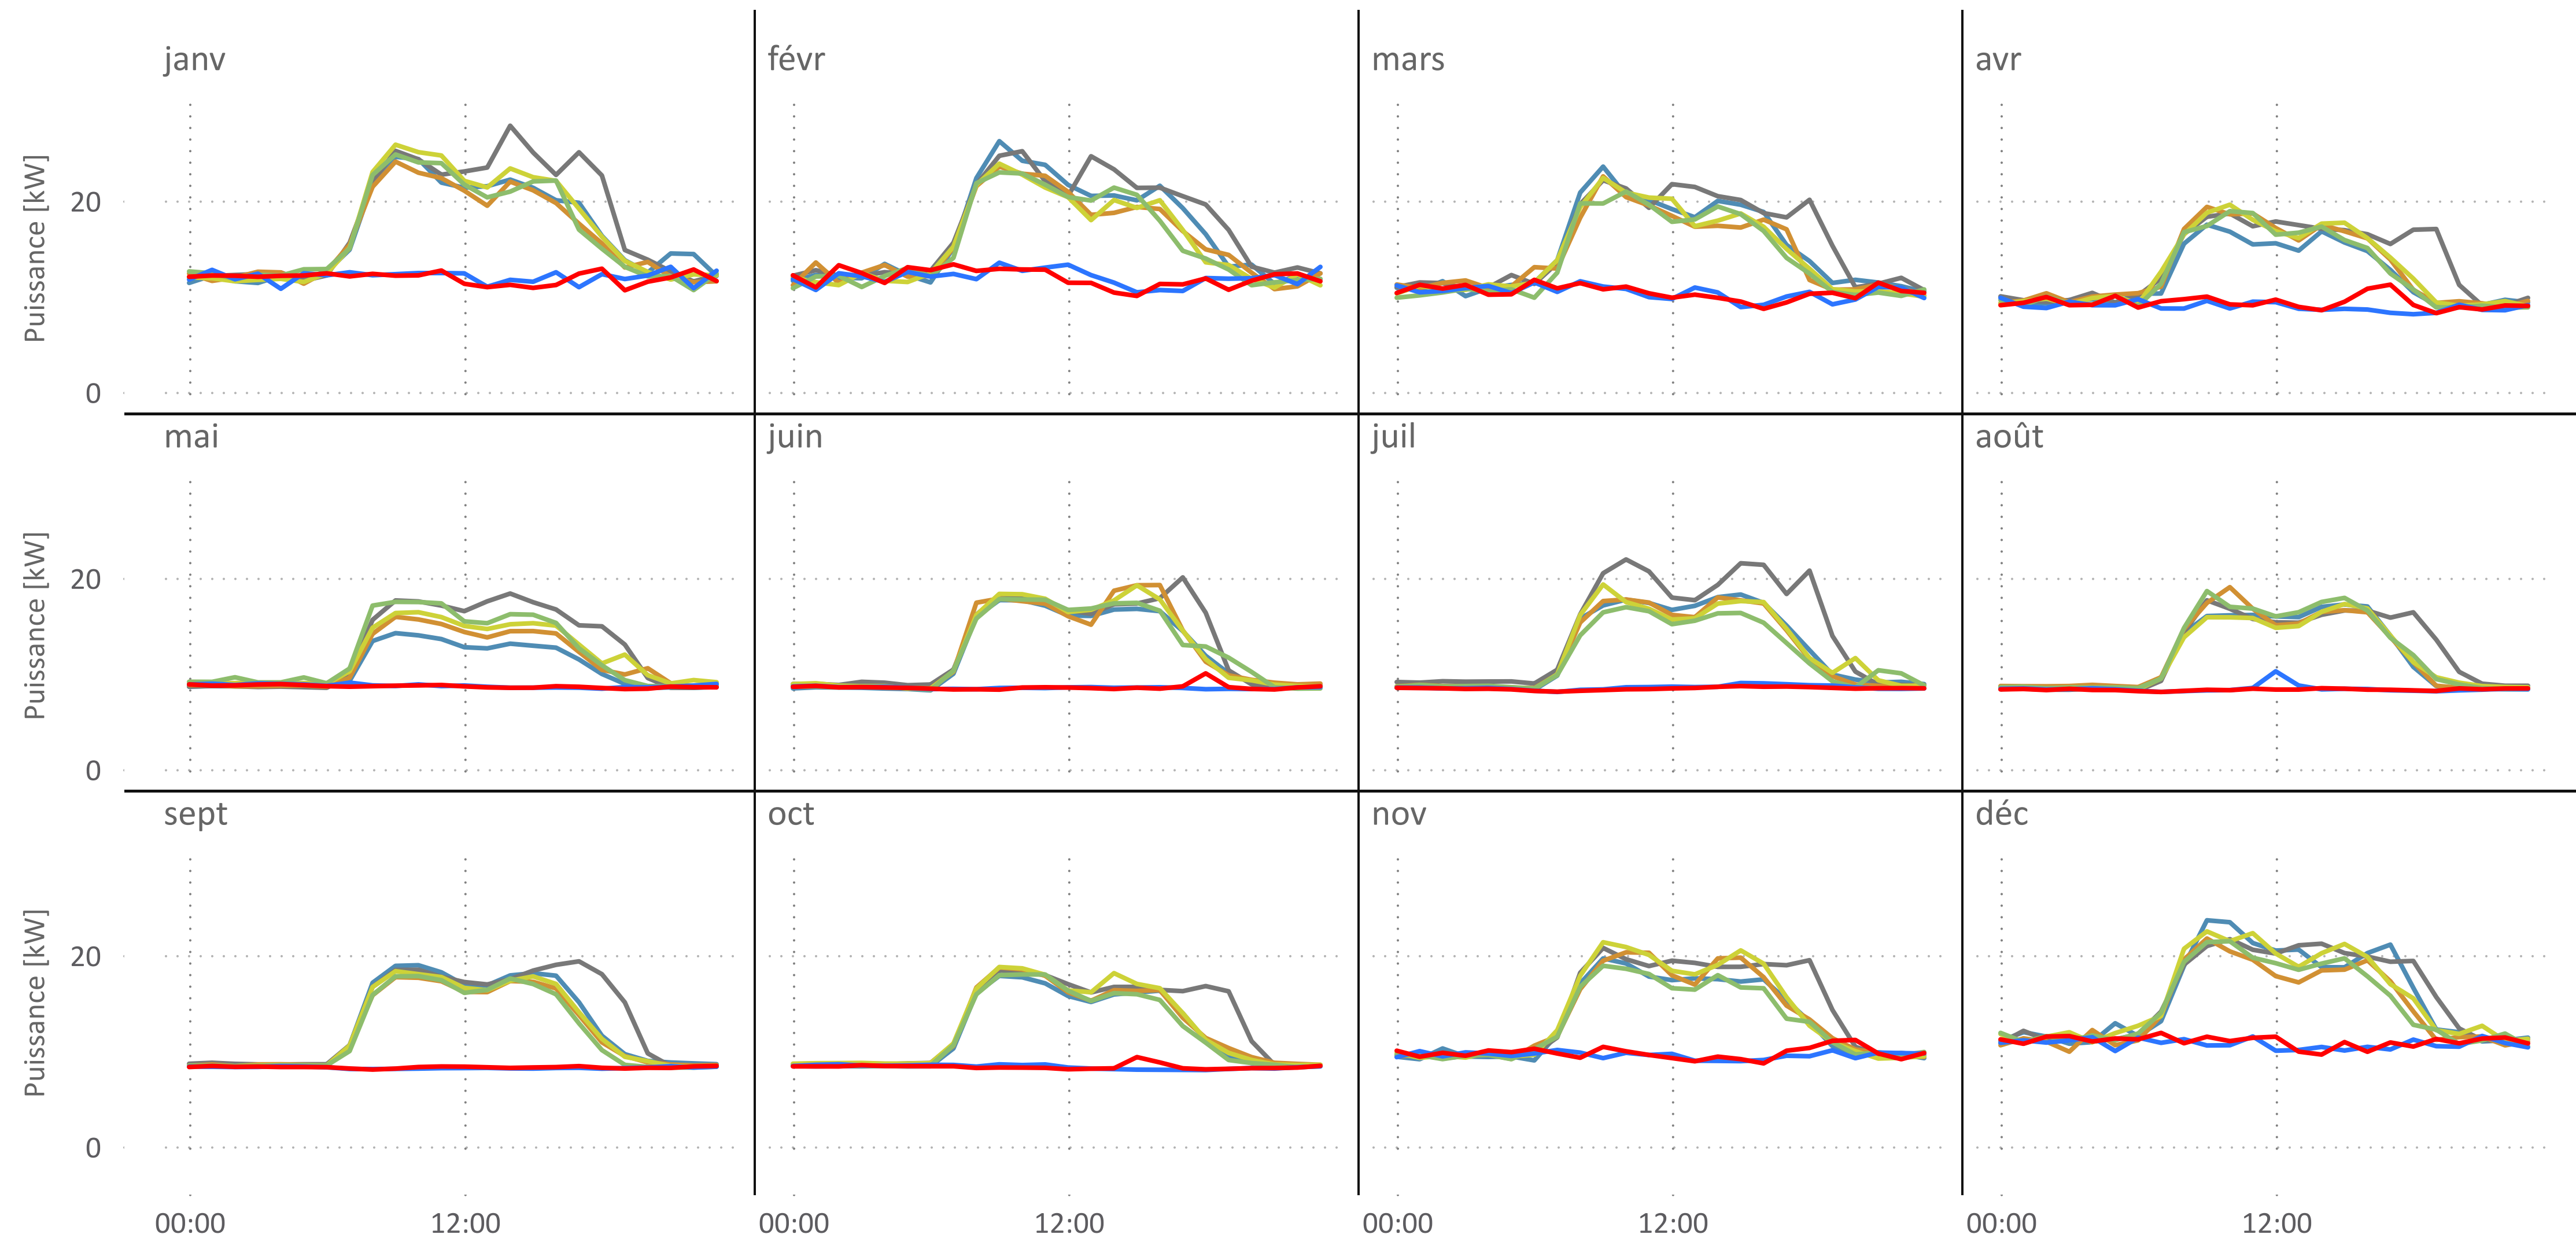 janv févr mars avr
Puissance [kW]
20
0
mai juin juil août
Puissance [kW]
20
0
sept oct nov déc
Puissance [kW]
20
0
00:00 12:00 00:00 12:00 00:00 12:00 00:00 12:00